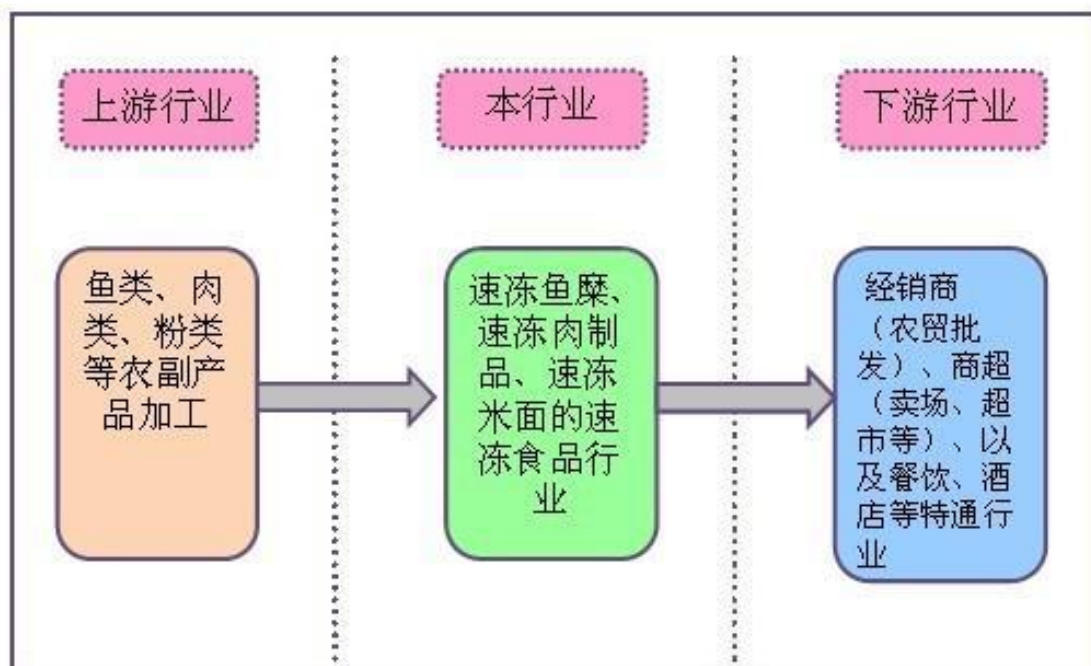 上游行业
本行业
下游行业
鱼类、肉
类、粉类
等农副产
品加工
速冻鱼糜、
速冻肉制
品、速冻
米面的速
冻食品行
业
经销商
（农贸批
发）、商超
（卖场、超
市等）、以
及餐饮、酒
店等特通行
业